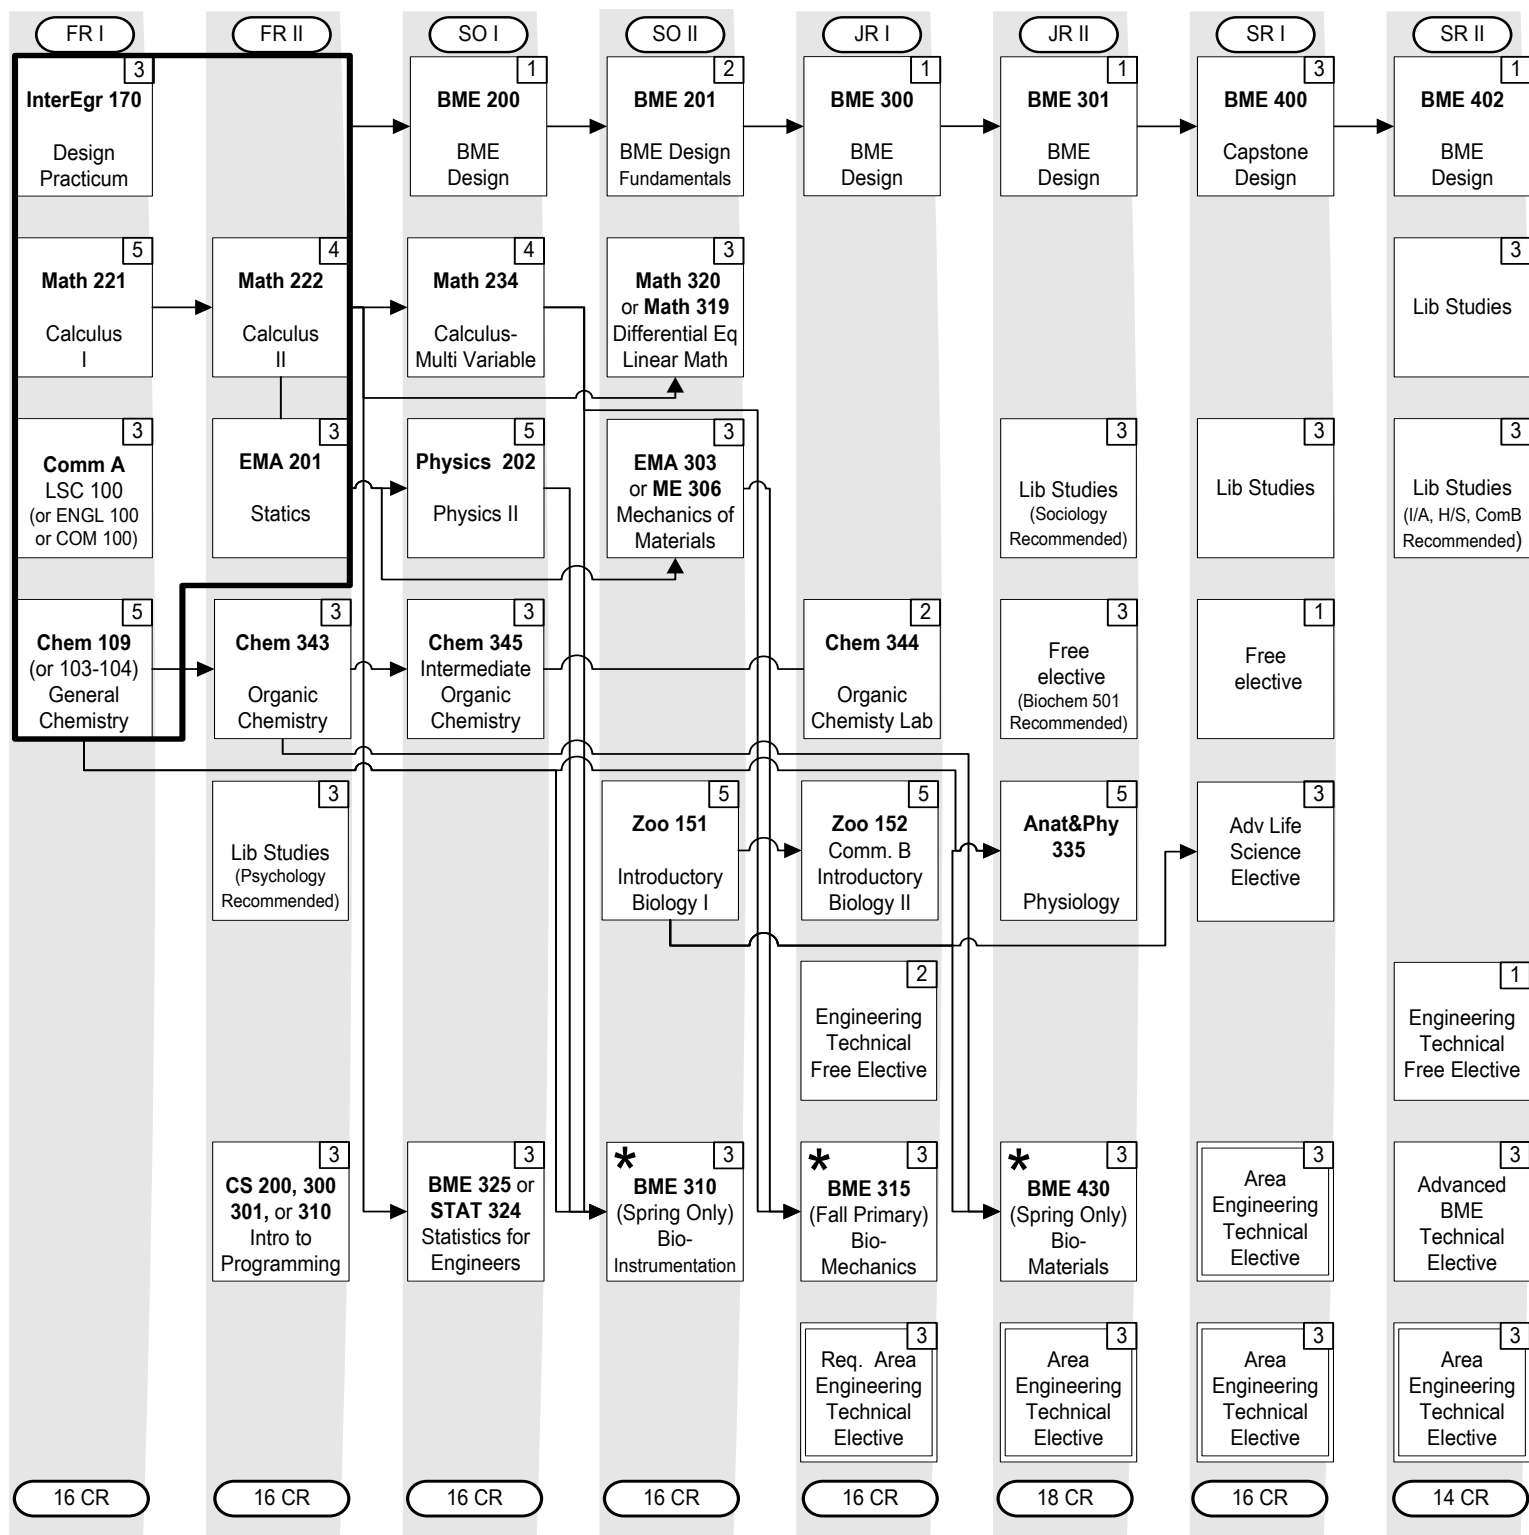 FR I
FR II
SO I
SO II
JR I
JR II
SR I
SR II
3
InterEgr 170
Design
Practicum
1
BME 200
BME
Design
2
BME 201
BME Design
Fundamentals
1
BME 300
BME
Design
1
BME 301
BME
Design
3
BME 400
Capstone
Design
1
BME 402
BME
Design
5
Math 221
Calculus
I
4
Math 222
Calculus
II
4
Math 234
Calculus-
Multi Variable
3
Math 320
or Math 319
Differential Eq
Linear Math
3
Lib Studies
3
Comm A
LSC 100
(or ENGL 100
or COM 100)
3
EMA 201
Statics
5
Physics 202
Physics II
3
EMA 303
or ME 306
Mechanics of
Materials
3
Lib Studies
(Sociology
Recommended)
3
Lib Studies
3
Lib Studies
(I/A, H/S, ComB
Recommended)
5
Chem 109
(or 103-104)
General
Chemistry
3
Chem 343
Organic
Chemistry
3
Chem 345
Intermediate
Organic
Chemistry
2
Chem 344
Organic
Chemisty Lab
3
Free
elective
(Biochem 501
Recommended)
1
Free
elective
3
Lib Studies
(Psychology
Recommended)
5
Zoo 151
Introductory
Biology I
5
Zoo 152
Comm. B
Introductory
Biology II
5
Anat&Phy
335
Physiology
3
Adv Life
Science
Elective
2
Engineering
Technical
Free Elective
1
Engineering
Technical
Free Elective
3
CS 200, 300
301, or 310
Intro to
Programming
3
BME 325 or
STAT 324
Statistics for
Engineers
* 3
BME 310
(Spring Only)
Bio-
Instrumentation
* 3
BME 315
(Fall Primary)
Bio-
Mechanics
* 3
BME 430
(Spring Only)
Bio-
Materials
3
Area
Engineering
Technical
Elective
3
Advanced
BME
Technical
Elective
3
Req. Area
Engineering
Technical
Elective
3
Area
Engineering
Technical
Elective
3
Area
Engineering
Technical
Elective
3
Area
Engineering
Technical
Elective
16 CR
16 CR
16 CR
16 CR
16 CR
18 CR
16 CR
14 CR